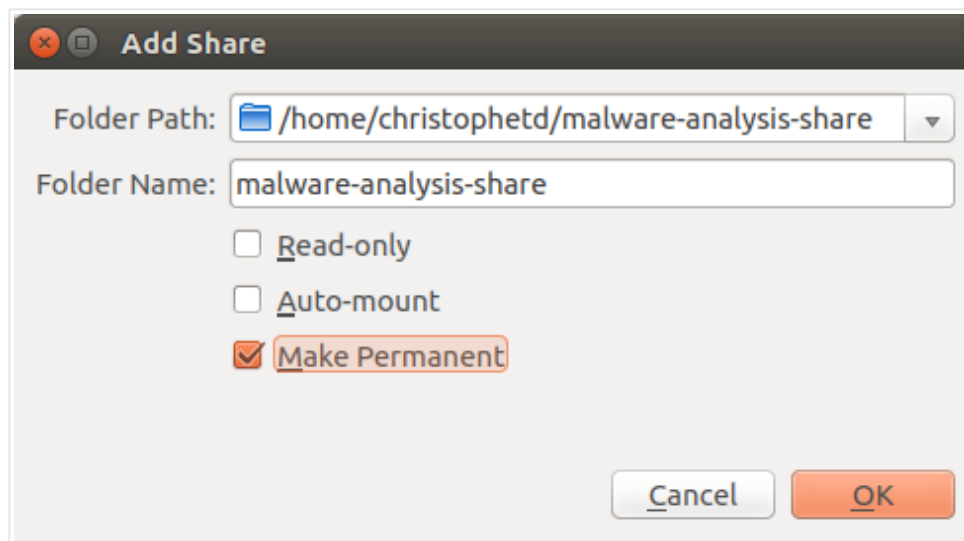 Add Share
Folder Path: /home/christophetd/malware-analysis-share
Folder Name: malware-analysis-share
Read-only
Auto-mount
Make Permanent
Cancel OK